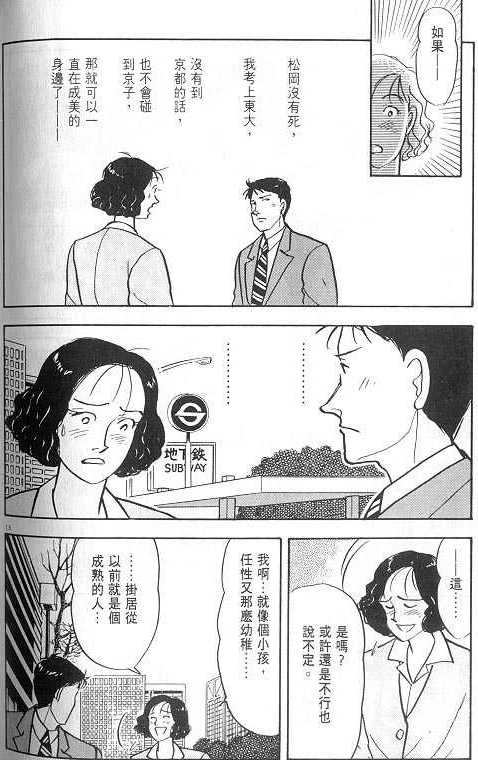 如果——
松岡沒有死，
我考上東大，
沒有到
京都的話，
也不會碰
到京子，
那就可以一
直在成美的
身邊了——
………
………
地下鉄
SUBWAY
——這……
是嗎？
或許還是不行也
說不定。
我啊…就像個小孩，
任性又那麼幼稚……
……掛居從
以前就是個
成熟的人…